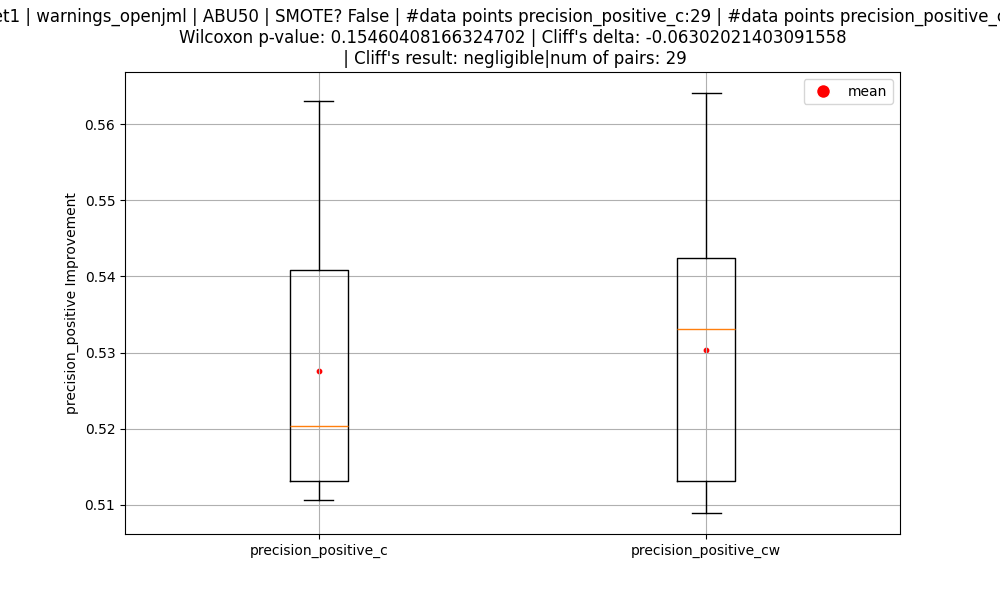 | warnings_openjml | ABU50 | SMOTE? False | #data points precision_positive_c:29 | #data points
Wilcoxon p-value: 0.15460408166324702 | Cliff's delta: -0.06302021403091558
| Cliff's result: negligible|num of pairs: 29
mean
0.56
0.55
0.54
0.53
0.52
0.51
precision_positive Improvement
precision_positive_c
precision_positive_cw